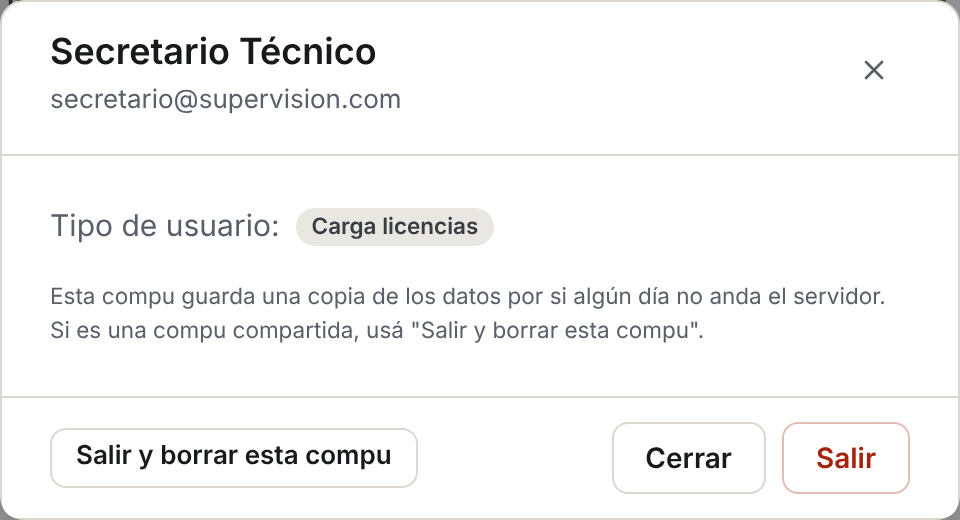 Secretario Técnico
secretario@supervision.com
Tipo de usuario: Carga licencias
Esta compu guarda una copia de los datos por si algún día no anda el servidor.
Si es una compu compartida, usá "Salir y borrar esta compu".
Salir y borrar esta compu
Cerrar
Salir